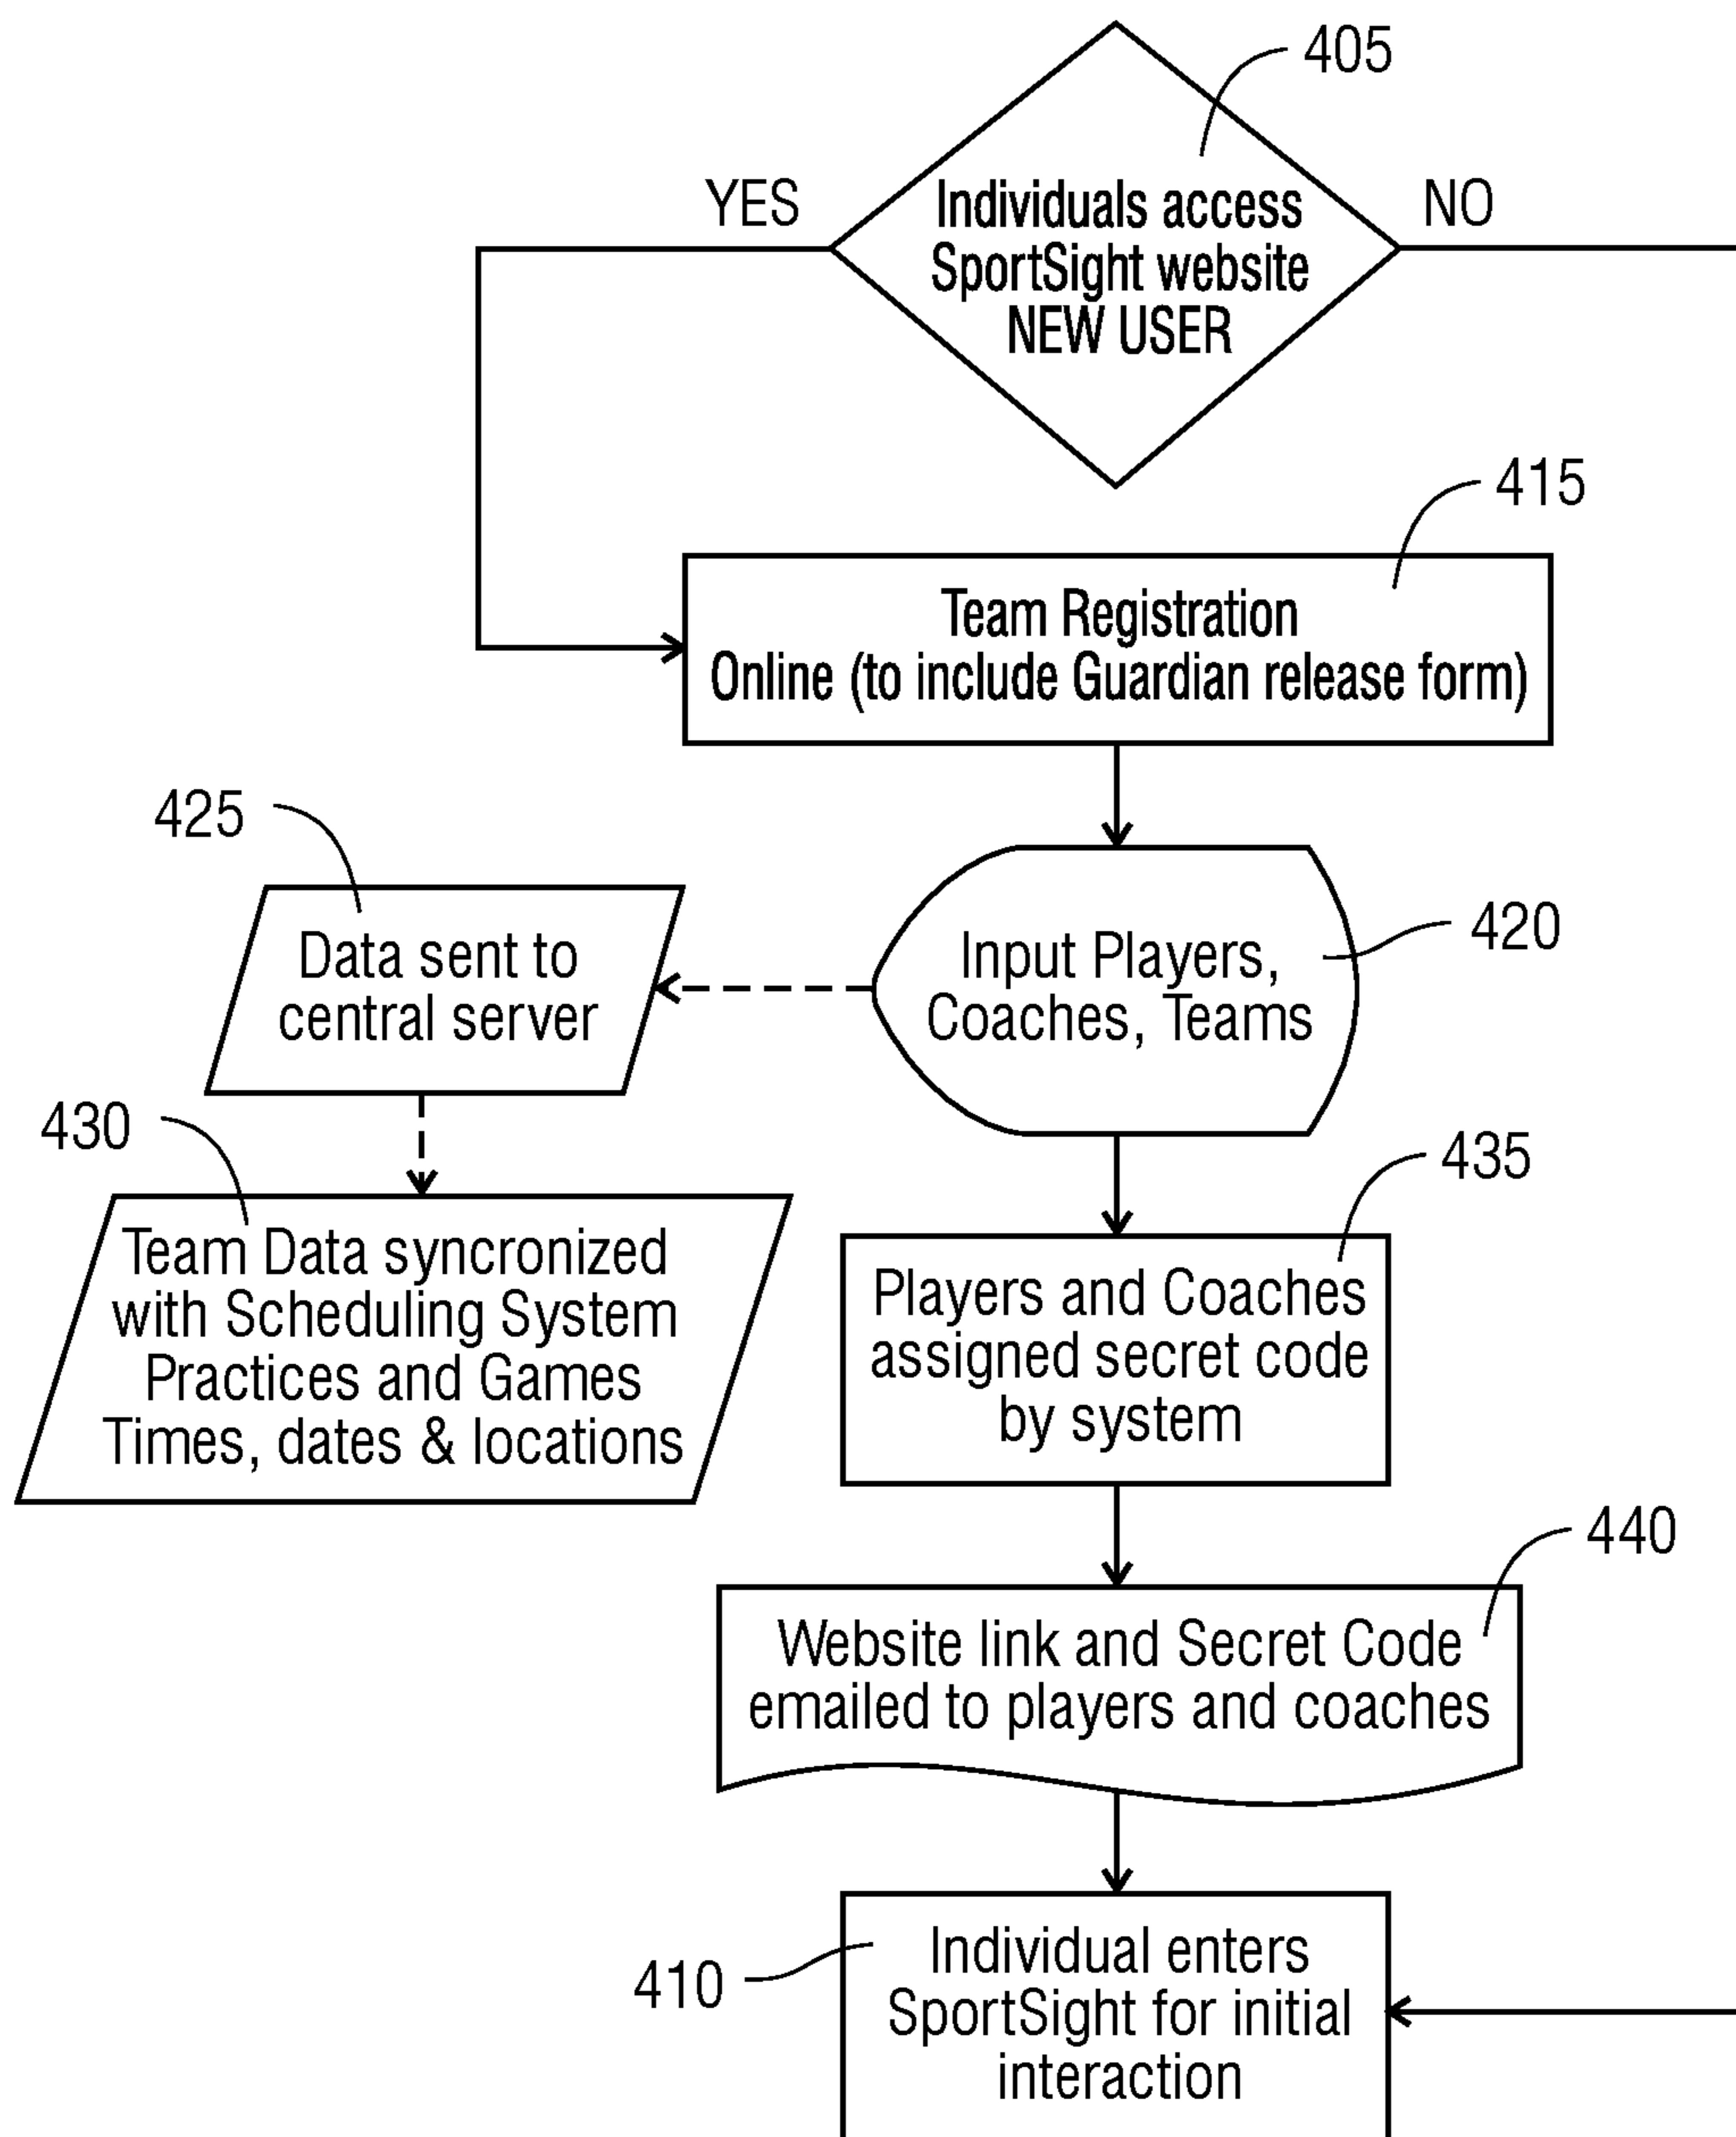 405
YES
NO
Individuals access
SportSight website
NEW USER
415
Team Registration
Online (to include Guardian release form)
425
Data sent to
central server
420
Input Players,
Coaches, Teams
430
Team Data syncronized
with Scheduling System
Practices and Games
Times, dates & locations
435
Players and Coaches
assigned secret code
by system
440
Website link and Secret Code
emailed to players and coaches
410
Individual enters
SportSight for initial
interaction